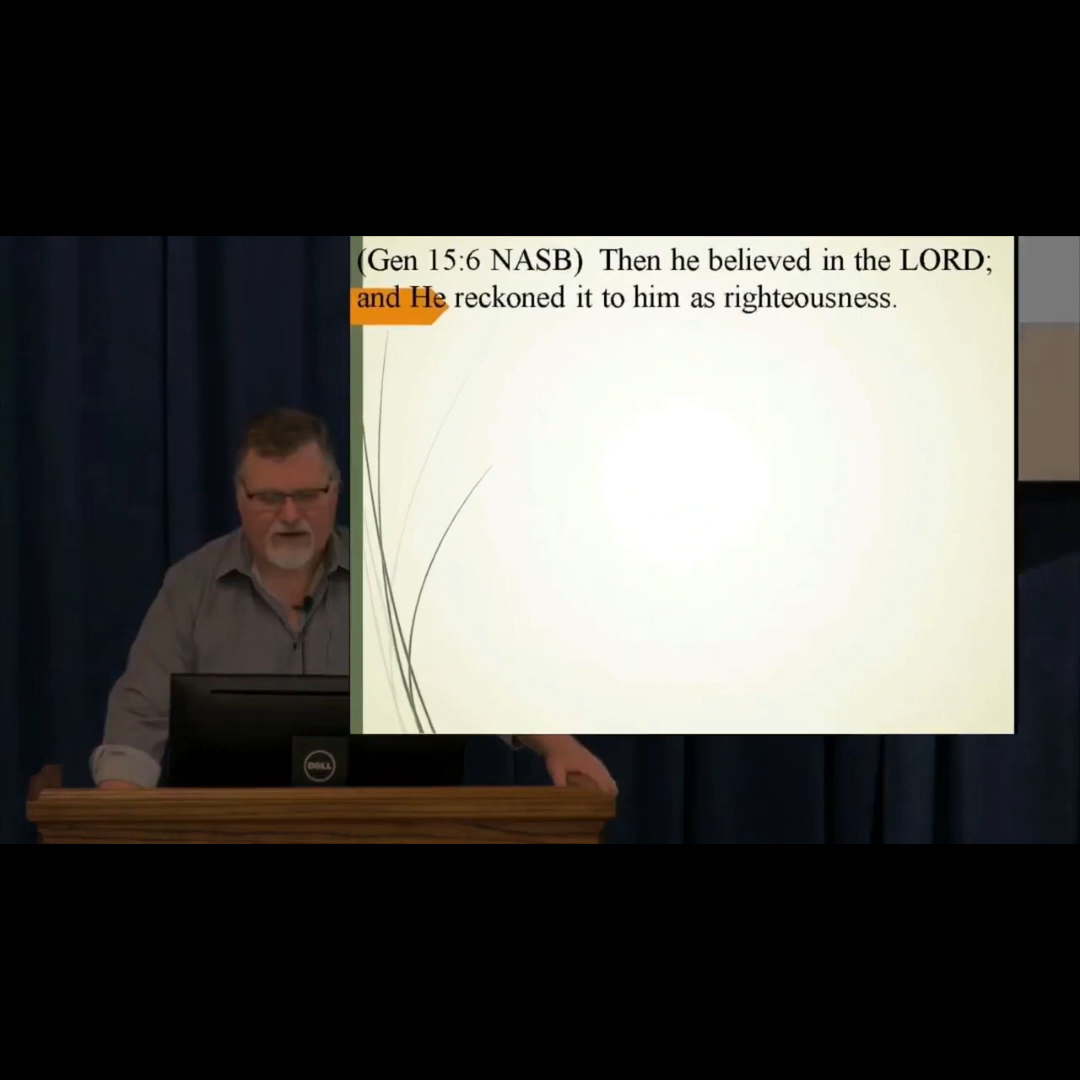 (Gen 15:6 NASB) Then he believed in the LORD;
and He reckoned it to him as righteousness.
DELL